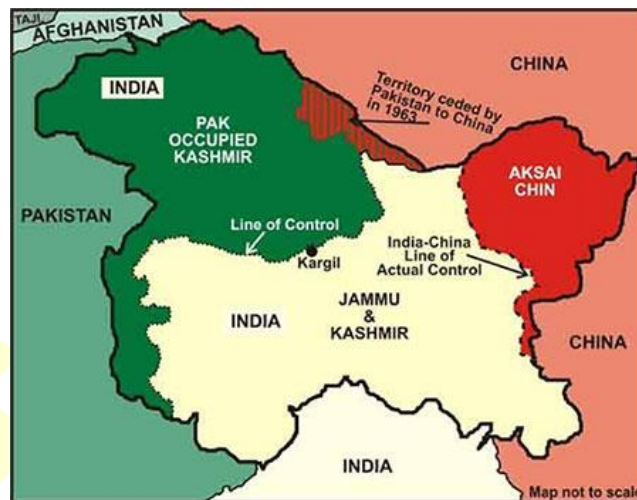 TAJI.
AFGHANISTAN
INDIA
CHINA
Territory ceded by
Pakistan to China
in 1963
PAK
OCCUPIED
KASHMIR
AKSAI
CHIN
PAKISTAN
Line of Control
Kargil
India-China
Line of
Actual Control
INDIA
JAMMU
&
KASHMIR
CHINA
INDIA
Map not to scale